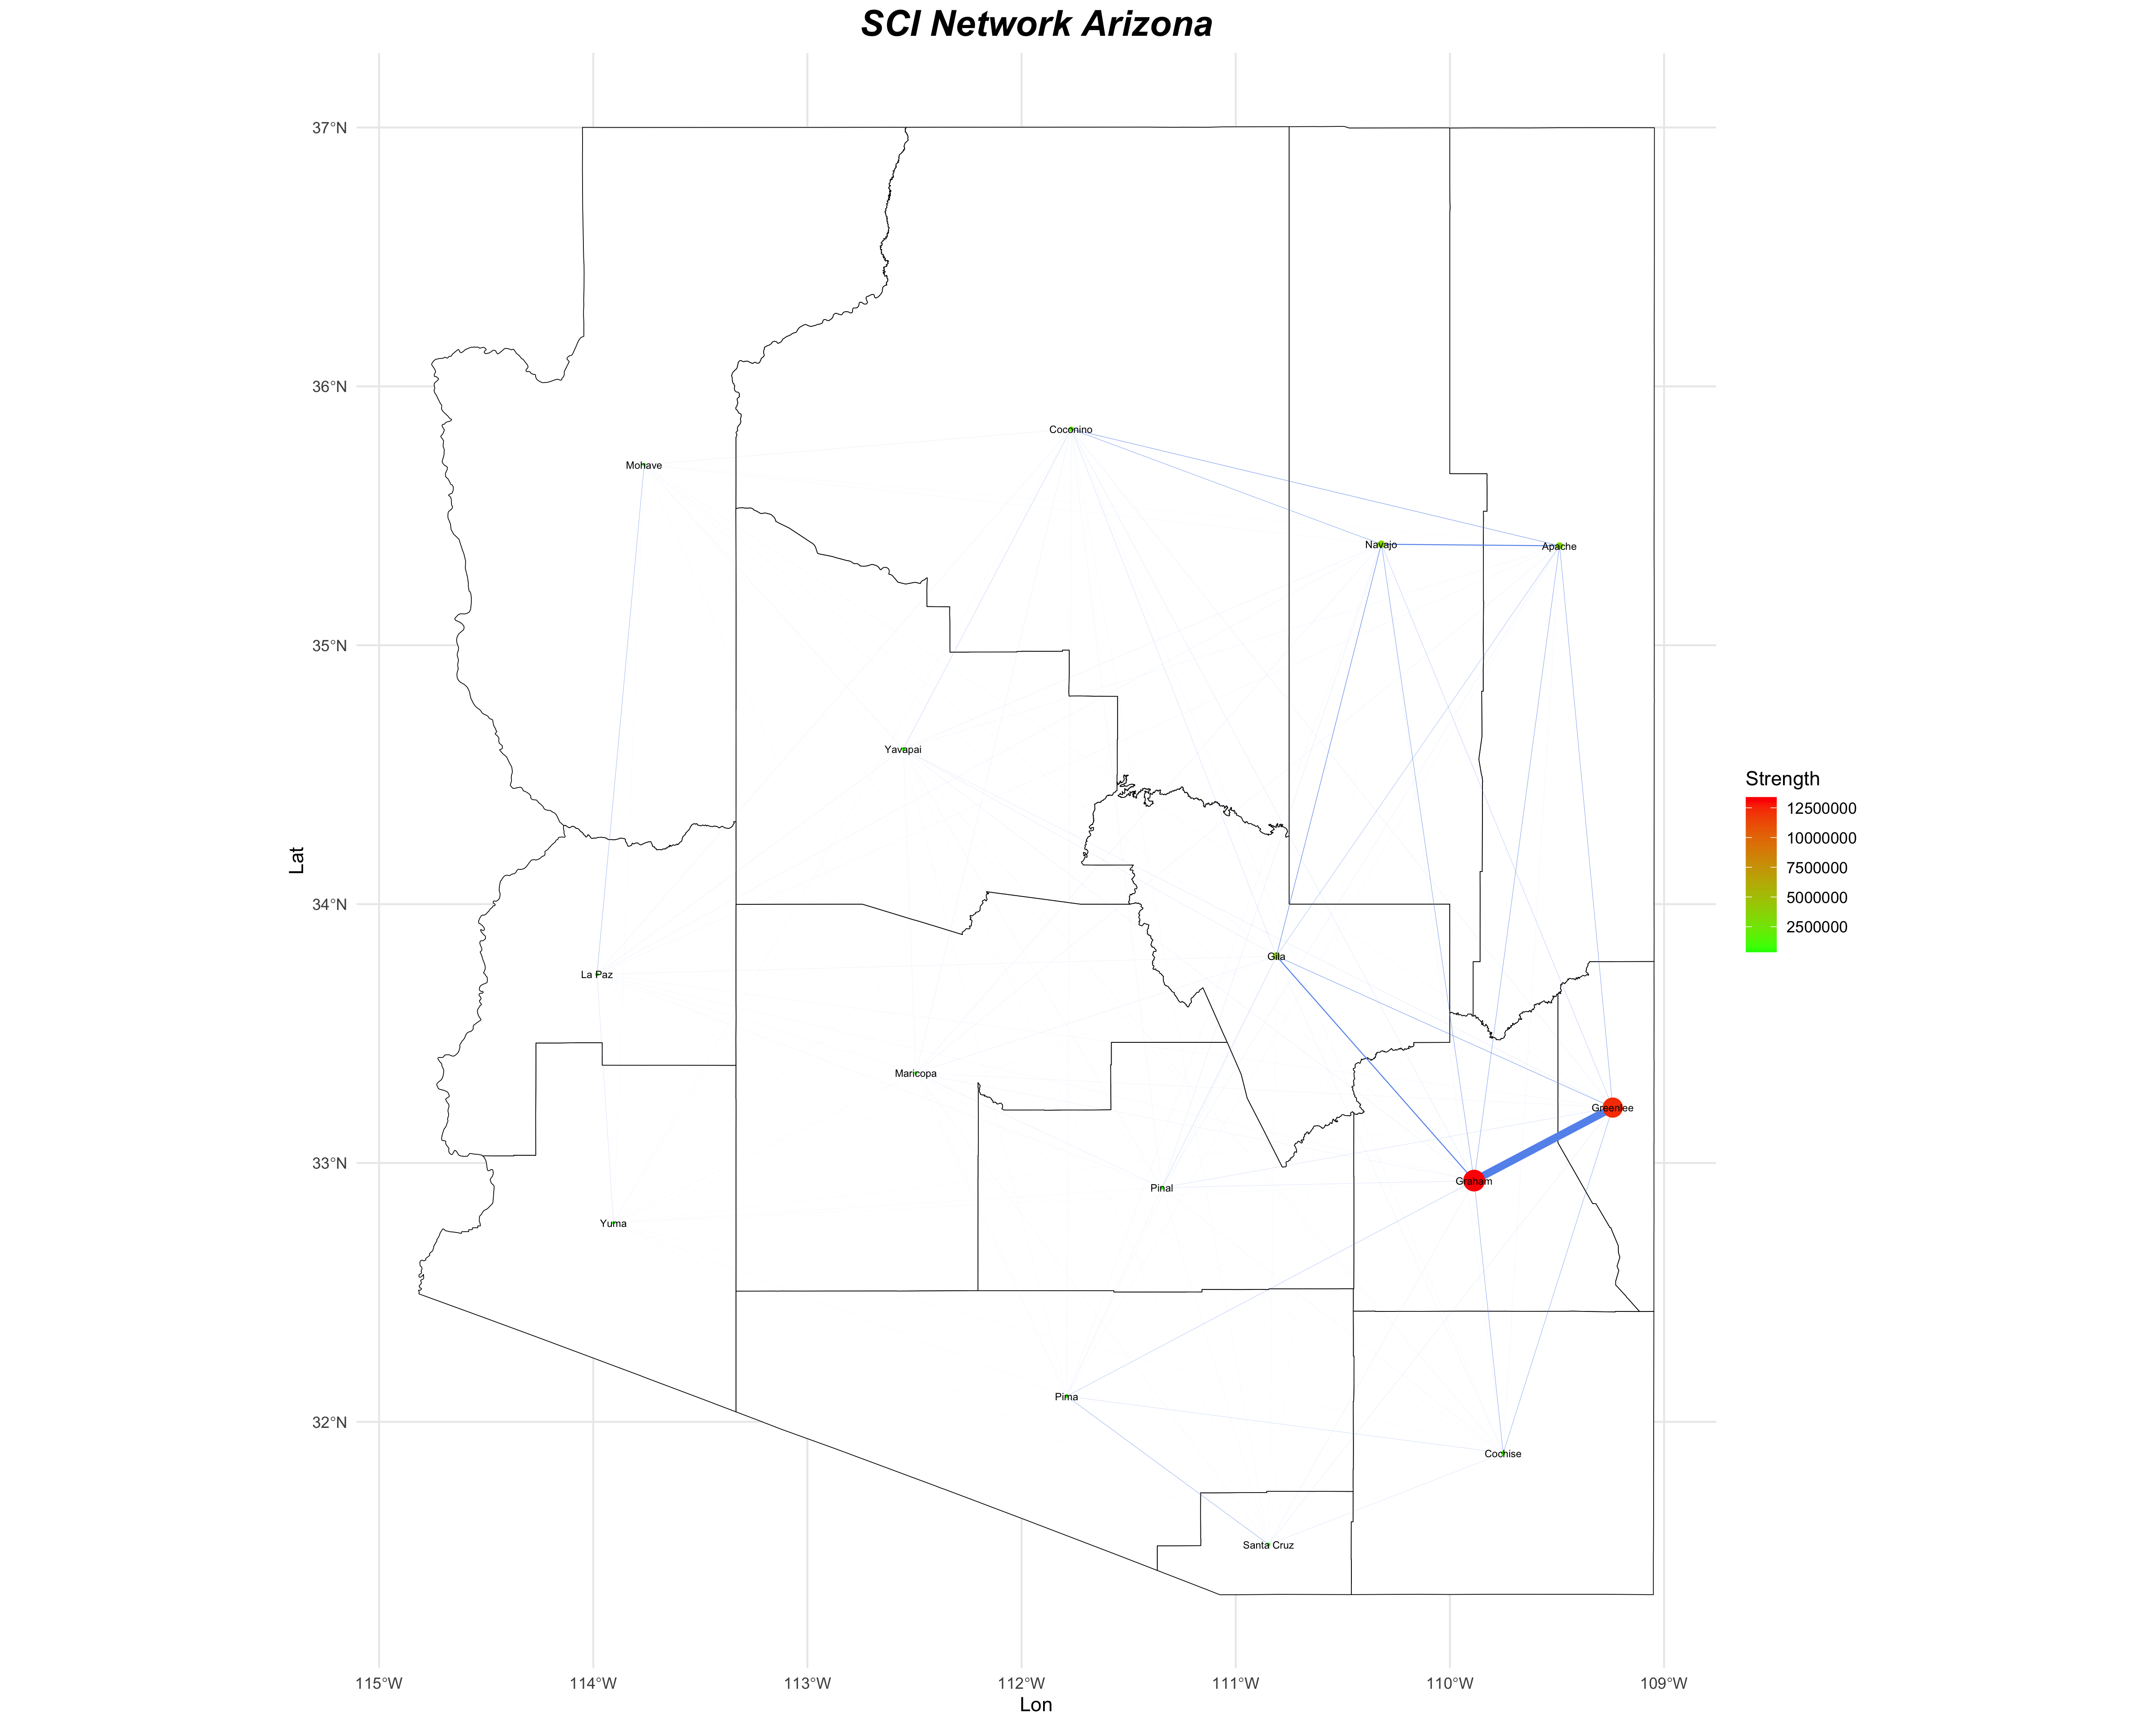 SCI Network Arizona
37°N
36°N
Coconino
Mohave
Navajo
Apache
35°N
Yavapai
Strength
12500000
10000000
7500000
5000000
2500000
Lat
34°N
Gila
La Paz
Maricopa
Greenlee
33°N
Graham
Pinal
Yuma
32°N
Pima
Cochise
Santa Cruz
115°W 114°W 113°W 112°W 111°W 110°W 109°W
Lon